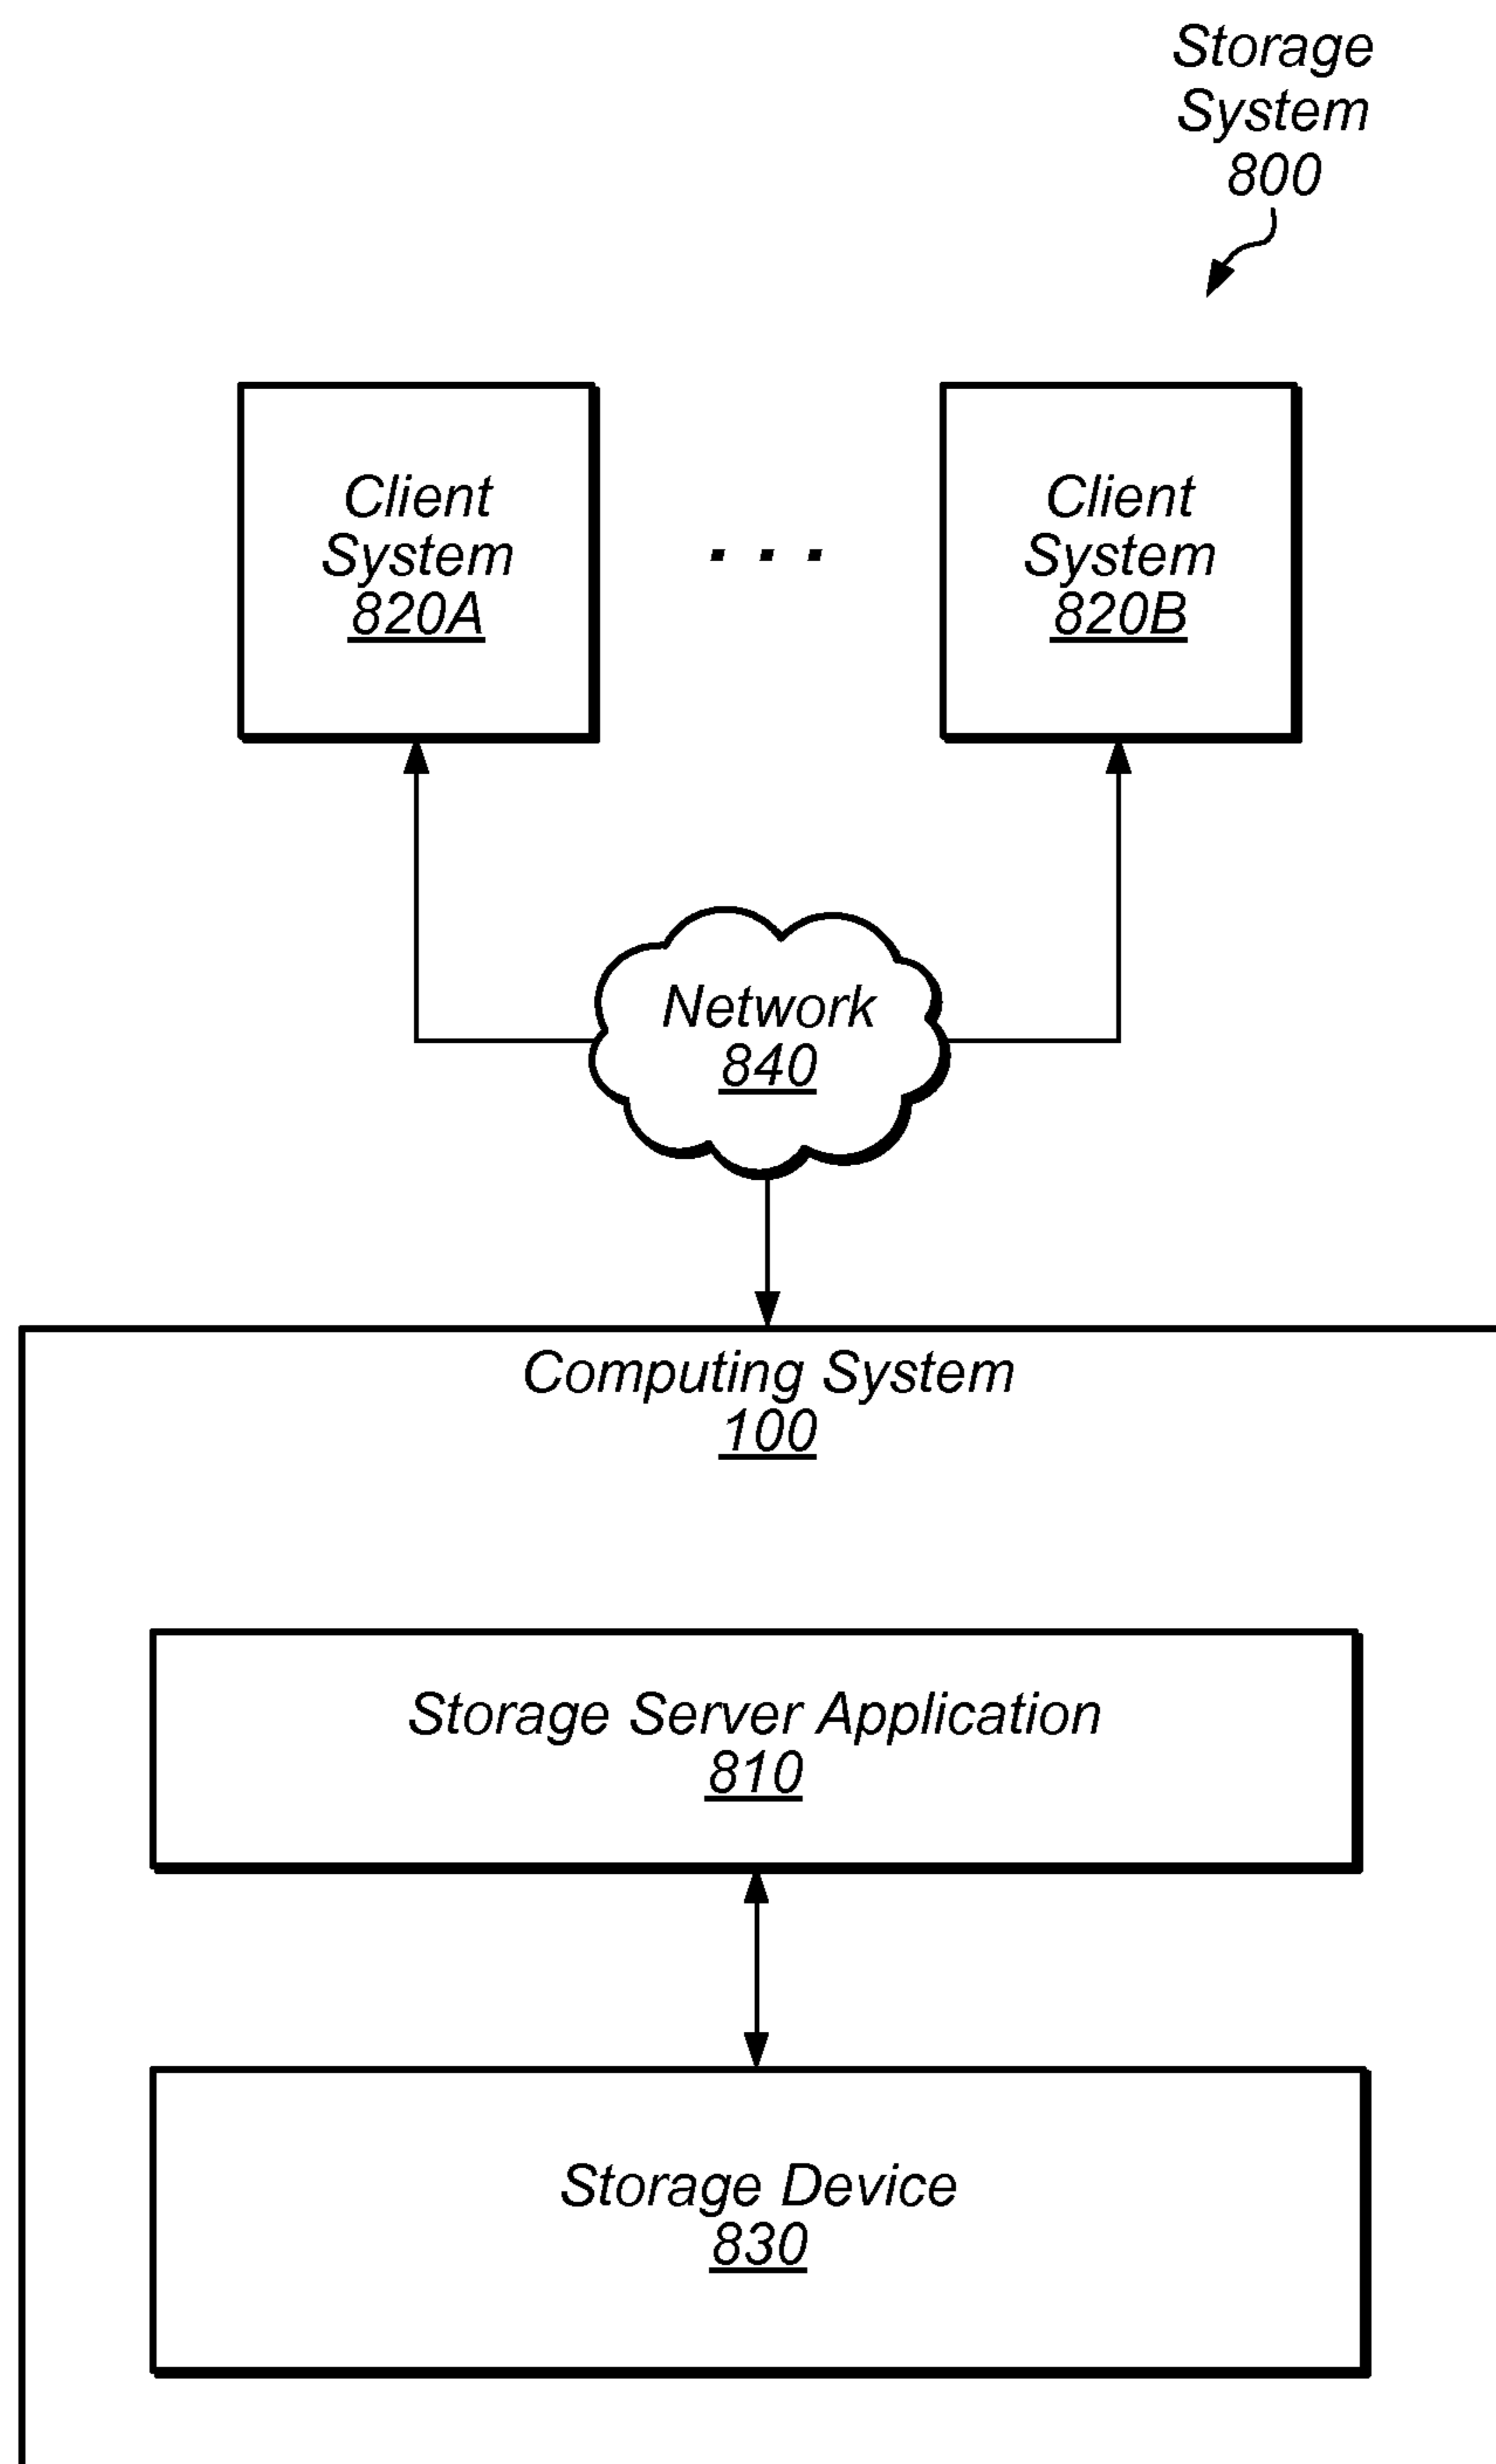 Storage
System
800
Client
System
820A
Client
System
820B
Network
840
Computing System
100
Storage Server Application
810
Storage Device
830